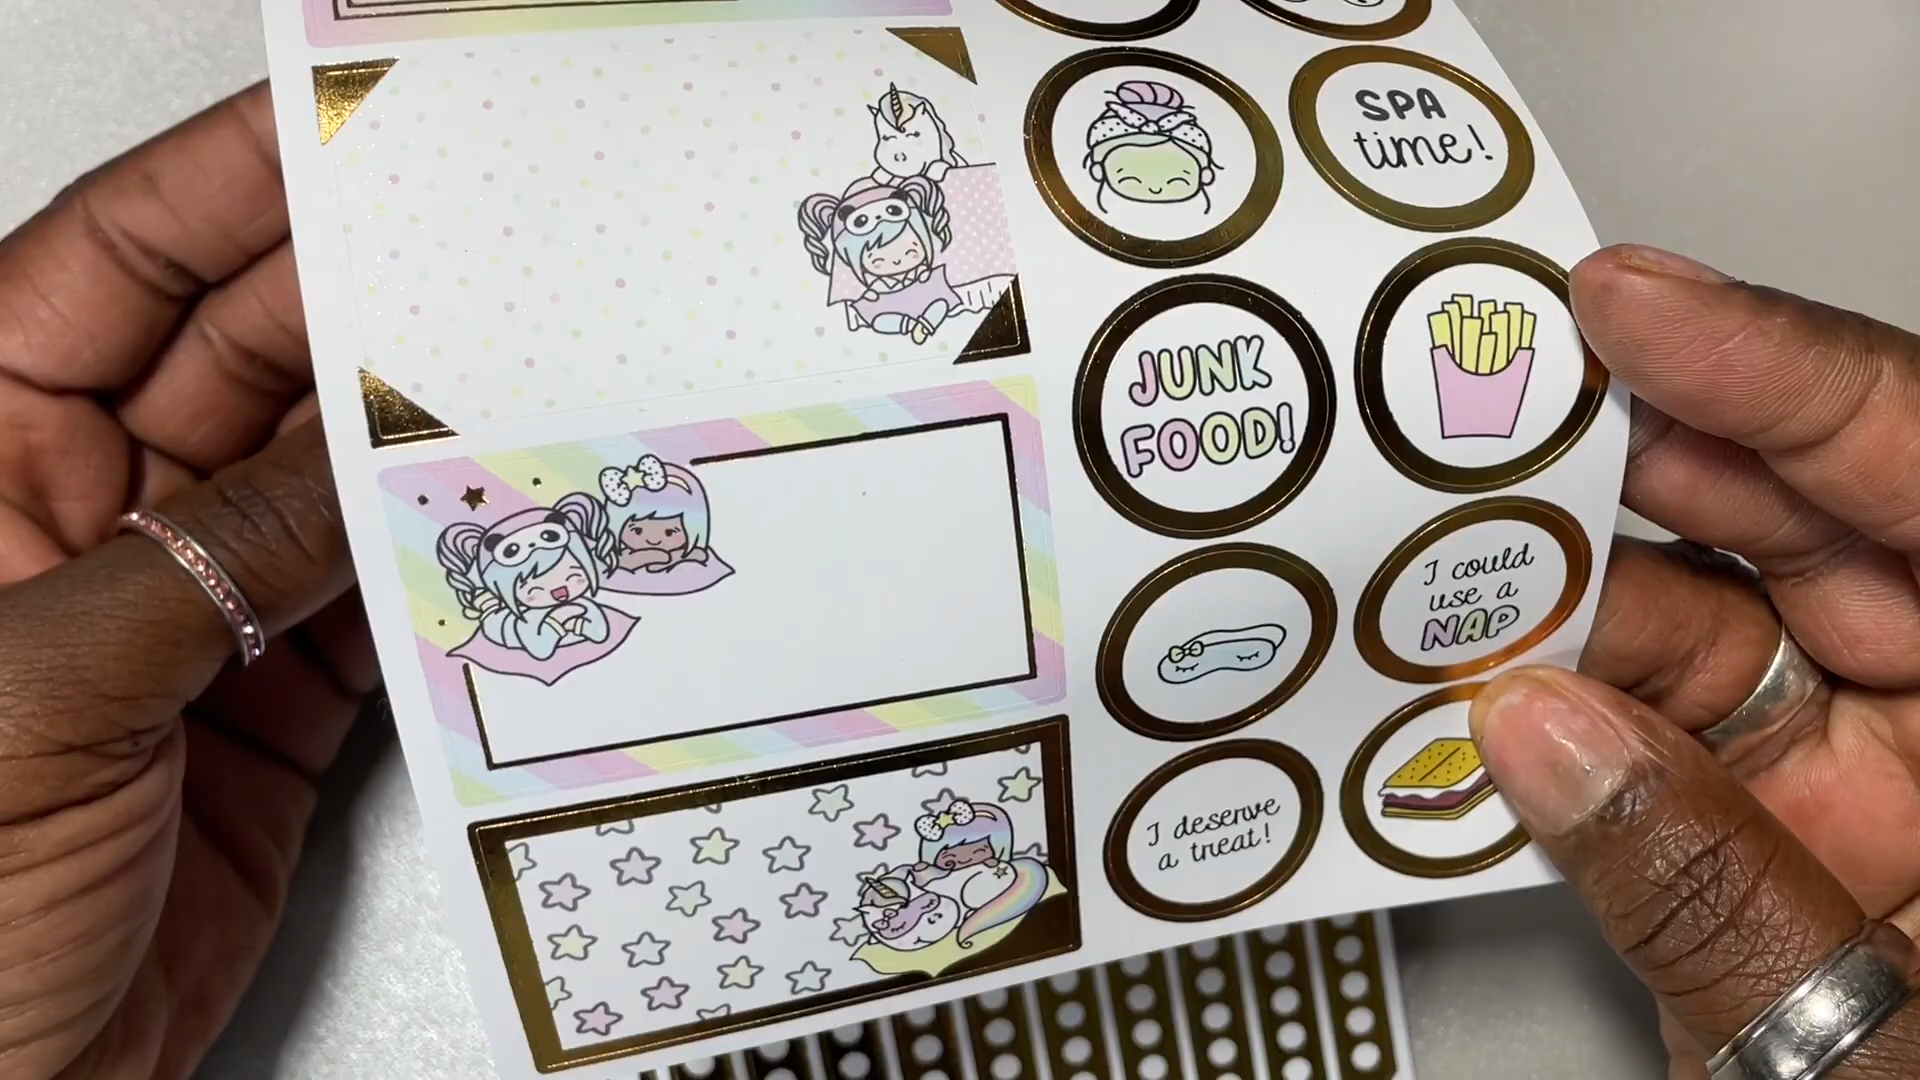 SPA
time!
JUNK
FOOD!
I could
use a
NAP
I deserve
a treat!